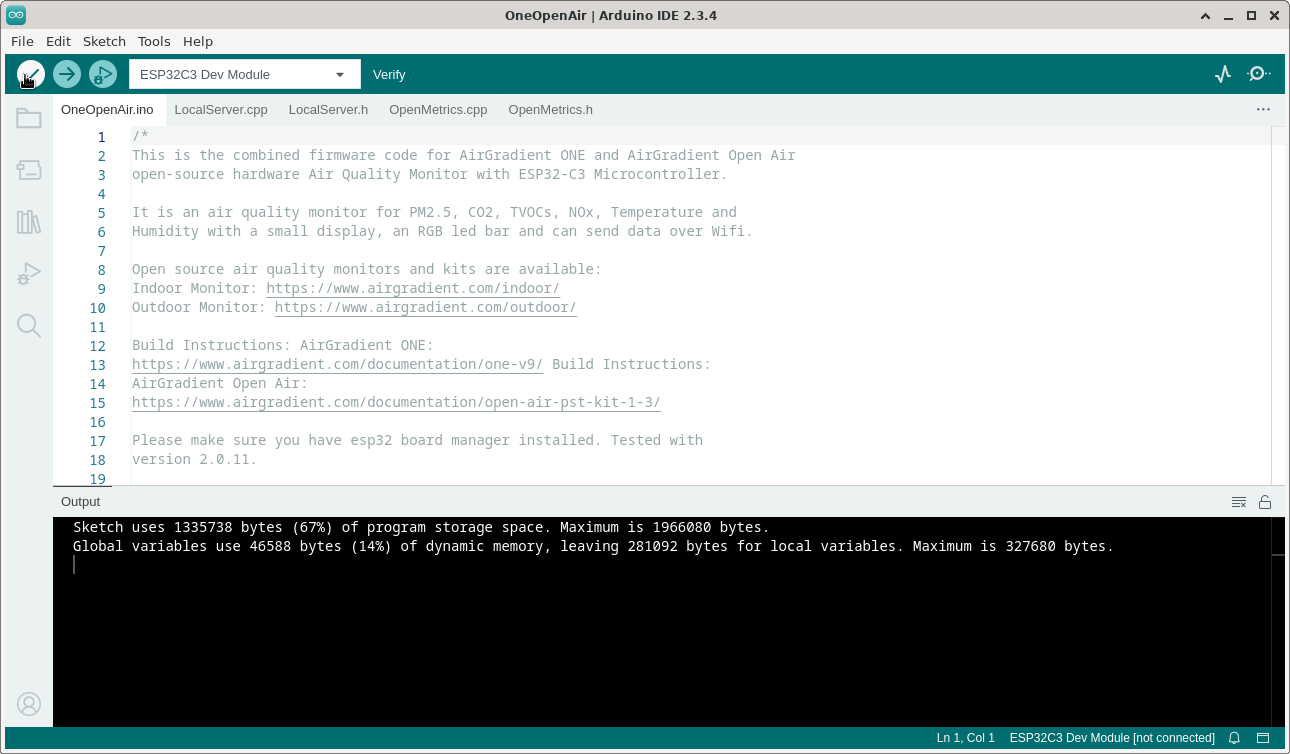 OneOpenAir | Arduino IDE 2.3.4
File Edit Sketch Tools Help
ESP32C3 Dev Module
Verify
OneOpenAir.ino LocalServer.cpp LocalServer.h OpenMetrics.cpp OpenMetrics.h
1 /*
2 This is the combined firmware code for AirGradient ONE and AirGradient Open Air
3 open-source hardware Air Quality Monitor with ESP32-C3 Microcontroller.
4
5 It is an air quality monitor for PM2.5, CO2, TVOCs, NOx, Temperature and
6 Humidity with a small display, an RGB led bar and can send data over Wifi.
7
8 Open source air quality monitors and kits are available:
9 Indoor Monitor: https://www.airgradient.com/indoor/
10 Outdoor Monitor: https://www.airgradient.com/outdoor/
11
12 Build Instructions: AirGradient ONE:
13 https://www.airgradient.com/documentation/one-v9/ Build Instructions:
14 AirGradient Open Air:
15 https://www.airgradient.com/documentation/open-air-pst-kit-1-3/
16
17 Please make sure you have esp32 board manager installed. Tested with
18 version 2.0.11.
19
Output
Sketch uses 1335738 bytes (67%) of program storage space. Maximum is 1966080 bytes.
Global variables use 46588 bytes (14%) of dynamic memory, leaving 281092 bytes for local variables. Maximum is 327680 bytes.
Ln 1, Col 1 ESP32C3 Dev Module [not connected]